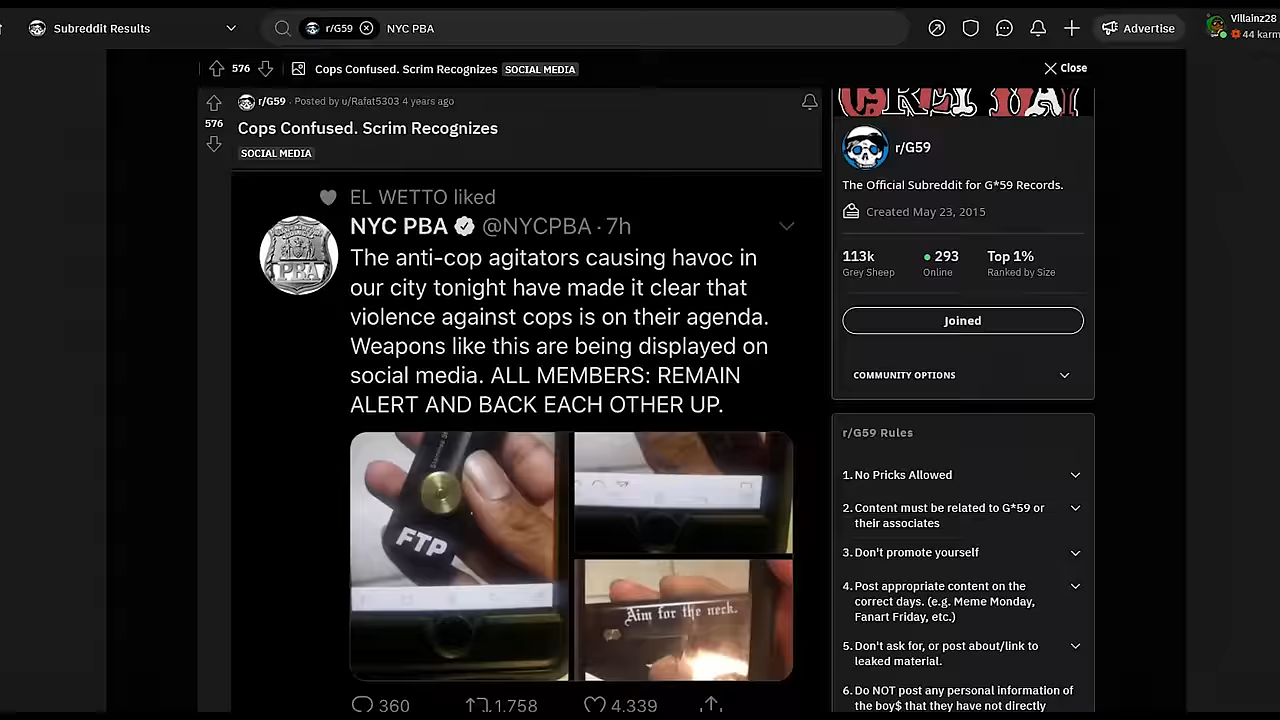 Subreddit Results
r/G59
NYC PBA
Advertise
Villainz28
44 karm
576
Cops Confused. Scrim Recognizes
SOCIAL MEDIA
Close
r/G59 · Posted by u/Rafat5303 4 years ago
576
Cops Confused. Scrim Recognizes
SOCIAL MEDIA
EL WETTO liked
NYC PBA @NYCPBA · 7h
The anti-cop agitators causing havoc in
our city tonight have made it clear that
violence against cops is on their agenda.
Weapons like this are being displayed on
social media. ALL MEMBERS: REMAIN
ALERT AND BACK EACH OTHER UP.
PBA
FTP
Aim for the neck.
360
1,758
4,339
GREY DAY
r/G59
The Official Subreddit for G*59 Records.
Created May 23, 2015
113k
Grey Sheep
293
Online
Top 1%
Ranked by Size
Joined
COMMUNITY OPTIONS
r/G59 Rules
1. No Pricks Allowed
2. Content must be related to G*59 or
their associates
3. Don't promote yourself
4. Post appropriate content on the
correct days. (e.g. Meme Monday,
Fanart Friday, etc.)
5. Don't ask for, or post about/link to
leaked material.
6. Do NOT post any personal information of
the boy$ that they have not directly